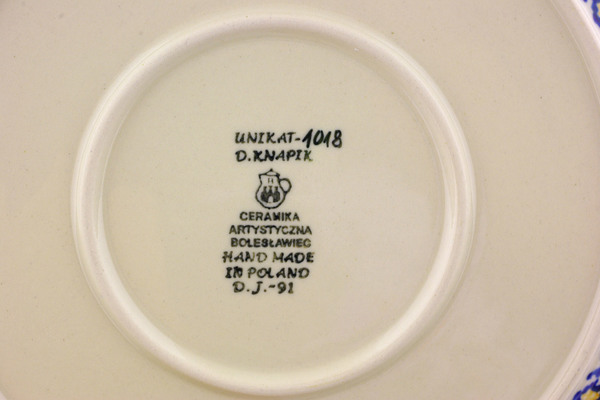 UNIKAT-1018
D.KNAPIK
CERAMIKA
ARTYSTYCZNA
BOLESŁAWIEC
HAND MADE
IN POLAND
D.J.-91